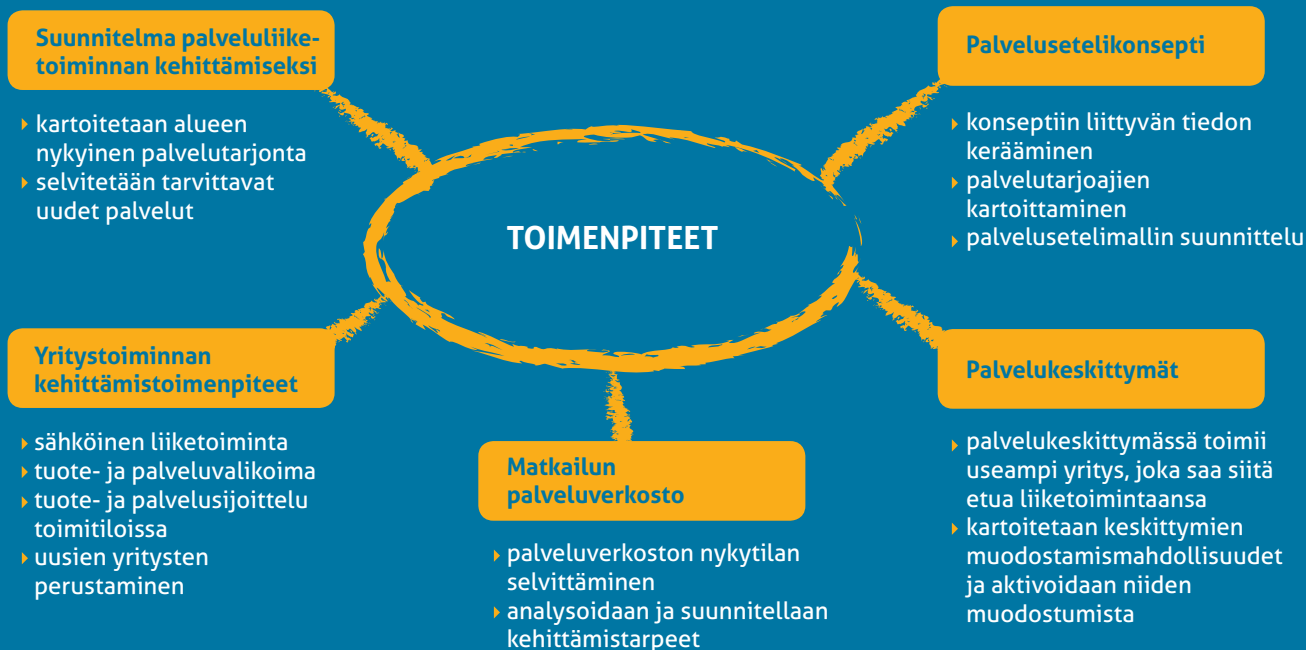 Suunnitelma palveluliike-
toiminnan kehittämiseksi
▸ kartoitetaan alueen
nykyinen palvelutarjonta
▸ selvitetään tarvittavat
uudet palvelut
Palvelusetelikonsepti
▸ konseptiin liittyvän tiedon
kerääminen
▸ palvelutarjoajien
kartoittaminen
▸ palvelusetelimallin suunnittelu
TOIMENPITEET
Yritystoiminnan
kehittämistoimenpiteet
▸ sähköinen liiketoiminta
▸ tuote- ja palveluvalikoima
▸ tuote- ja palvelusijoittelu
toimitiloissa
▸ uusien yritysten
perustaminen
Matkailun
palveluverkosto
▸ palveluverkoston nykytilan
selvittäminen
▸ analysoidaan ja suunnitellaan
kehittämistarpeet
Palvelukeskittymät
▸ palvelukeskittymässä toimii
useampi yritys, joka saa siitä
etua liiketoimintaansa
▸ kartoitetaan keskittymien
muodostamismahdollisuudet
ja aktivoidaan niiden
muodostumista